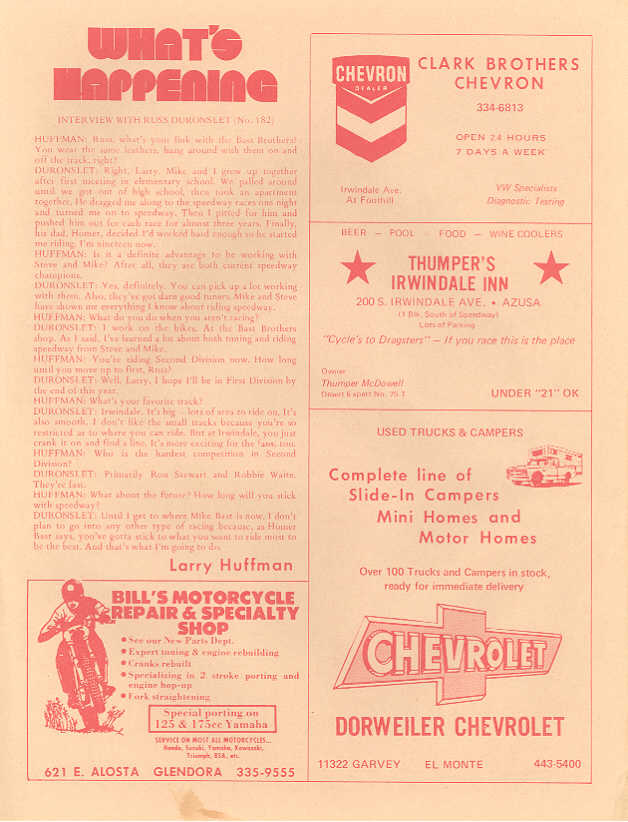 WHAT'S
HAPPENING
INTERVIEW WITH RUSS DURONSLET (No. 182)
HUFFMAN: Russ, what's your link with the Bast Brothers?
You wear the same leathers, hang around with them on and
off the track, right?
DURONSLET: Right, Larry. Mike and I grew up together
after first meeting in elementary school. We palled around
until we got out of high school, then took an apartment
together. He dragged me along to the speedway races one night
and turned me on to speedway. Then I pitted for him and
pushed him out for each race for almost three years. Finally,
his dad, Homer, decided I'd worked hard enough so he started
me riding. I'm nineteen now.
HUFFMAN: Is it a definite advantage to be working with
Steve and Mike? After all, they are both current speedway
champions.
DURONSLET: Yes, definitely. You can pick up a lot working
with them. Also, they've got darn good tuners. Mike and Steve
have shown me everything I know about riding speedway.
HUFFMAN: What do you do when you aren't racing?
DURONSLET: I work on the bikes. At the Bast Brothers
shop. As I said, I've learned a lot about both tuning and riding
speedway from Steve and Mike.
HUFFMAN: You're riding Second Division now. How long
until you move up to first, Russ?
DURONSLET: Well, Larry, I hope I'll be in First Division by
the end of this year.
HUFFMAN: What's your favorite track?
DURONSLET: Irwindale. It's big – lots of area to ride on. It's
also smooth. I don't like the small tracks because you're so
restricted as to where you can ride. But at Irwindale, you just
crank it on and find a line. It's more exciting for the fans, too.
HUFFMAN: Who is the hardest competition in Second
Division?
DURONSLET: Primarily Ron Stewart and Robbie Waite.
They're fast.
HUFFMAN: What about the future? How long will you stick
with speedway?
DURONSLET: Until I get to where Mike Bast is now. I don't
plan to go into any other type of racing because, as Homer
Bast says, you've gotta stick to what you want to ride most to
be the best. And that's what I'm going to do.
Larry Huffman
BILL'S MOTORCYCLE
REPAIR & SPECIALTY
SHOP
• See our New Parts Dept.
• Expert tuning & engine rebuilding
• Cranks rebuilt
• Specializing in 2 stroke porting and
engine hop-up
• Fork straightening
Special porting on
125 & 175cc Yamaha
SERVICE ON MOST ALL MOTORCYCLES...
Honda, Suzuki, Yamaha, Kawasaki,
Triumph, BSA, etc.
621 E. ALOSTA GLENDORA 335-9555
CHEVRON
DEALER
CLARK BROTHERS
CHEVRON
334-6813
OPEN 24 HOURS
7 DAYS A WEEK
Irwindale Ave.
At Foothill
VW Specialists
Diagnostic Testing
BEER – POOL – FOOD – WINE COOLERS
THUMPER'S
IRWINDALE INN
200 S. IRWINDALE AVE. • AZUSA
(1 Blk. South of Speedway)
Lots of Parking
"Cycle's to Dragsters" – If you race this is the place
Owner
Thumper McDowell
Desert Expert No. 75 T
UNDER "21" OK
USED TRUCKS & CAMPERS
Complete line of
Slide-In Campers
Mini Homes and
Motor Homes
Over 100 Trucks and Campers in stock,
ready for immediate delivery
CHEVROLET
DORWEILER CHEVROLET
11322 GARVEY EL MONTE 443-5400